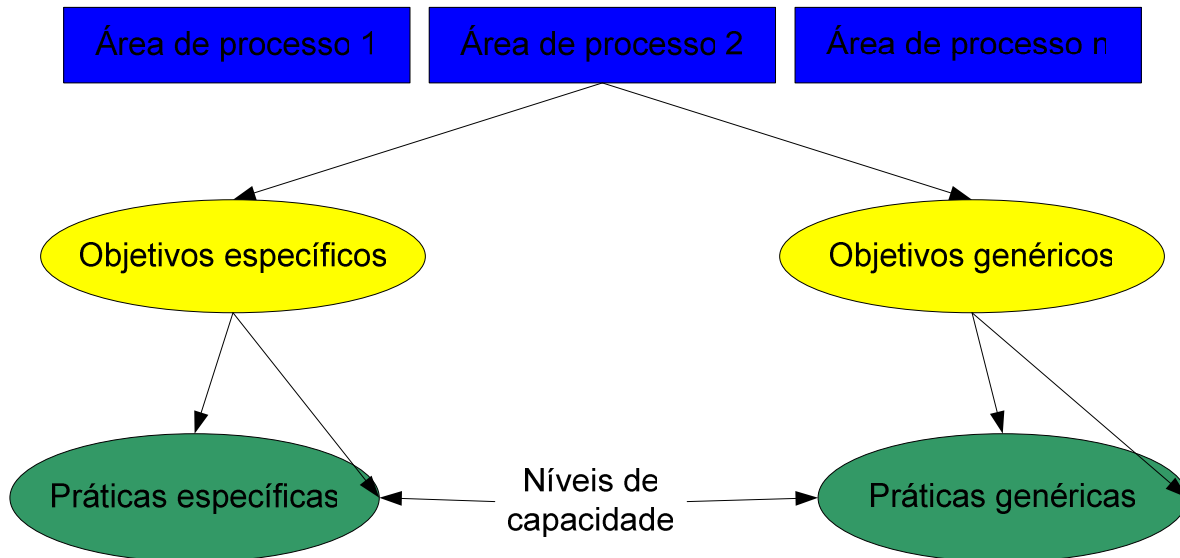 Área de processo 1
Área de processo 2
Área de processo n
Objetivos específicos
Objetivos genéricos
Práticas específicas
Níveis de
capacidade
Práticas genéricas